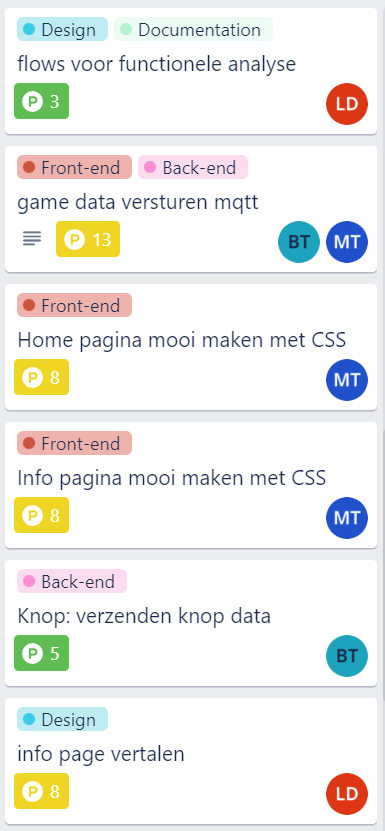 Design Documentation
flows voor functionele analyse
P 3 LD
Front-end Back-end
game data versturen mqtt
P 13 BT MT
Front-end
Home pagina mooi maken met CSS
P 8 MT
Front-end
Info pagina mooi maken met CSS
P 8 MT
Back-end
Knop: verzenden knop data
P 5 BT
Design
info page vertalen
P 8 LD